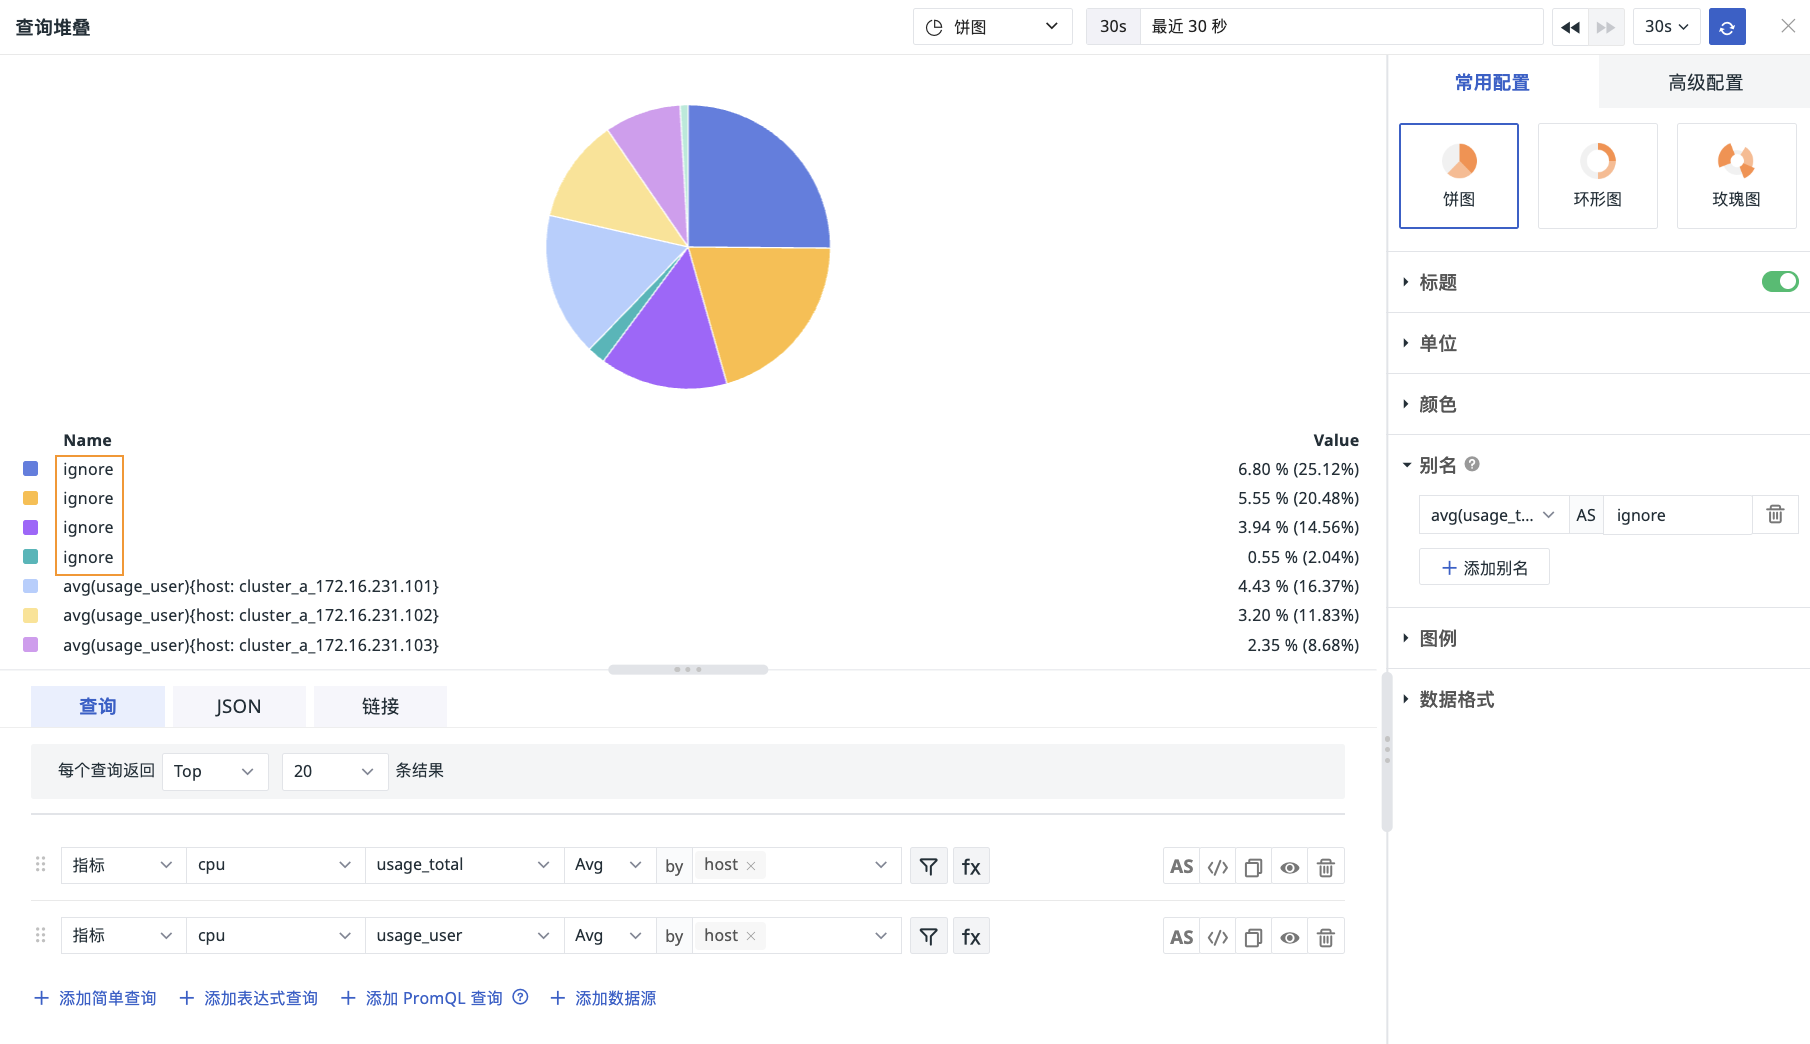 查询堆叠
饼图
30s
最近 30 秒
30s
常用配置
高级配置
饼图
环形图
玫瑰图
标题
单位
颜色
别名
avg(usage_t...
AS
ignore
添加别名
图例
数据格式
Name
Value
ignore
6.80 % (25.12%)
ignore
5.55 % (20.48%)
ignore
3.94 % (14.56%)
ignore
0.55 % (2.04%)
avg(usage_user){host: cluster_a_172.16.231.101}
4.43 % (16.37%)
avg(usage_user){host: cluster_a_172.16.231.102}
3.20 % (11.83%)
avg(usage_user){host: cluster_a_172.16.231.103}
2.35 % (8.68%)
查询
JSON
链接
每个查询返回 Top 20 条结果
指标 cpu usage_total Avg by host × fx AS </>
指标 cpu usage_user Avg by host × fx AS </>
+ 添加简单查询 + 添加表达式查询 + 添加 PromQL 查询 + 添加数据源